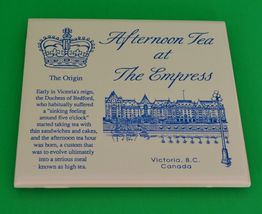 Afternoon Tea
at
The Empress
The Origin
Early in Victoria's reign,
the Duchess of Bedford,
who habitually suffered
a "sinking feeling
around five o'clock"
started taking tea with
thin sandwiches and cakes,
and the afternoon tea hour
was born, a custom that
was to evolve ultimately
into a serious meal
known as high tea.
Victoria, B.C.
Canada